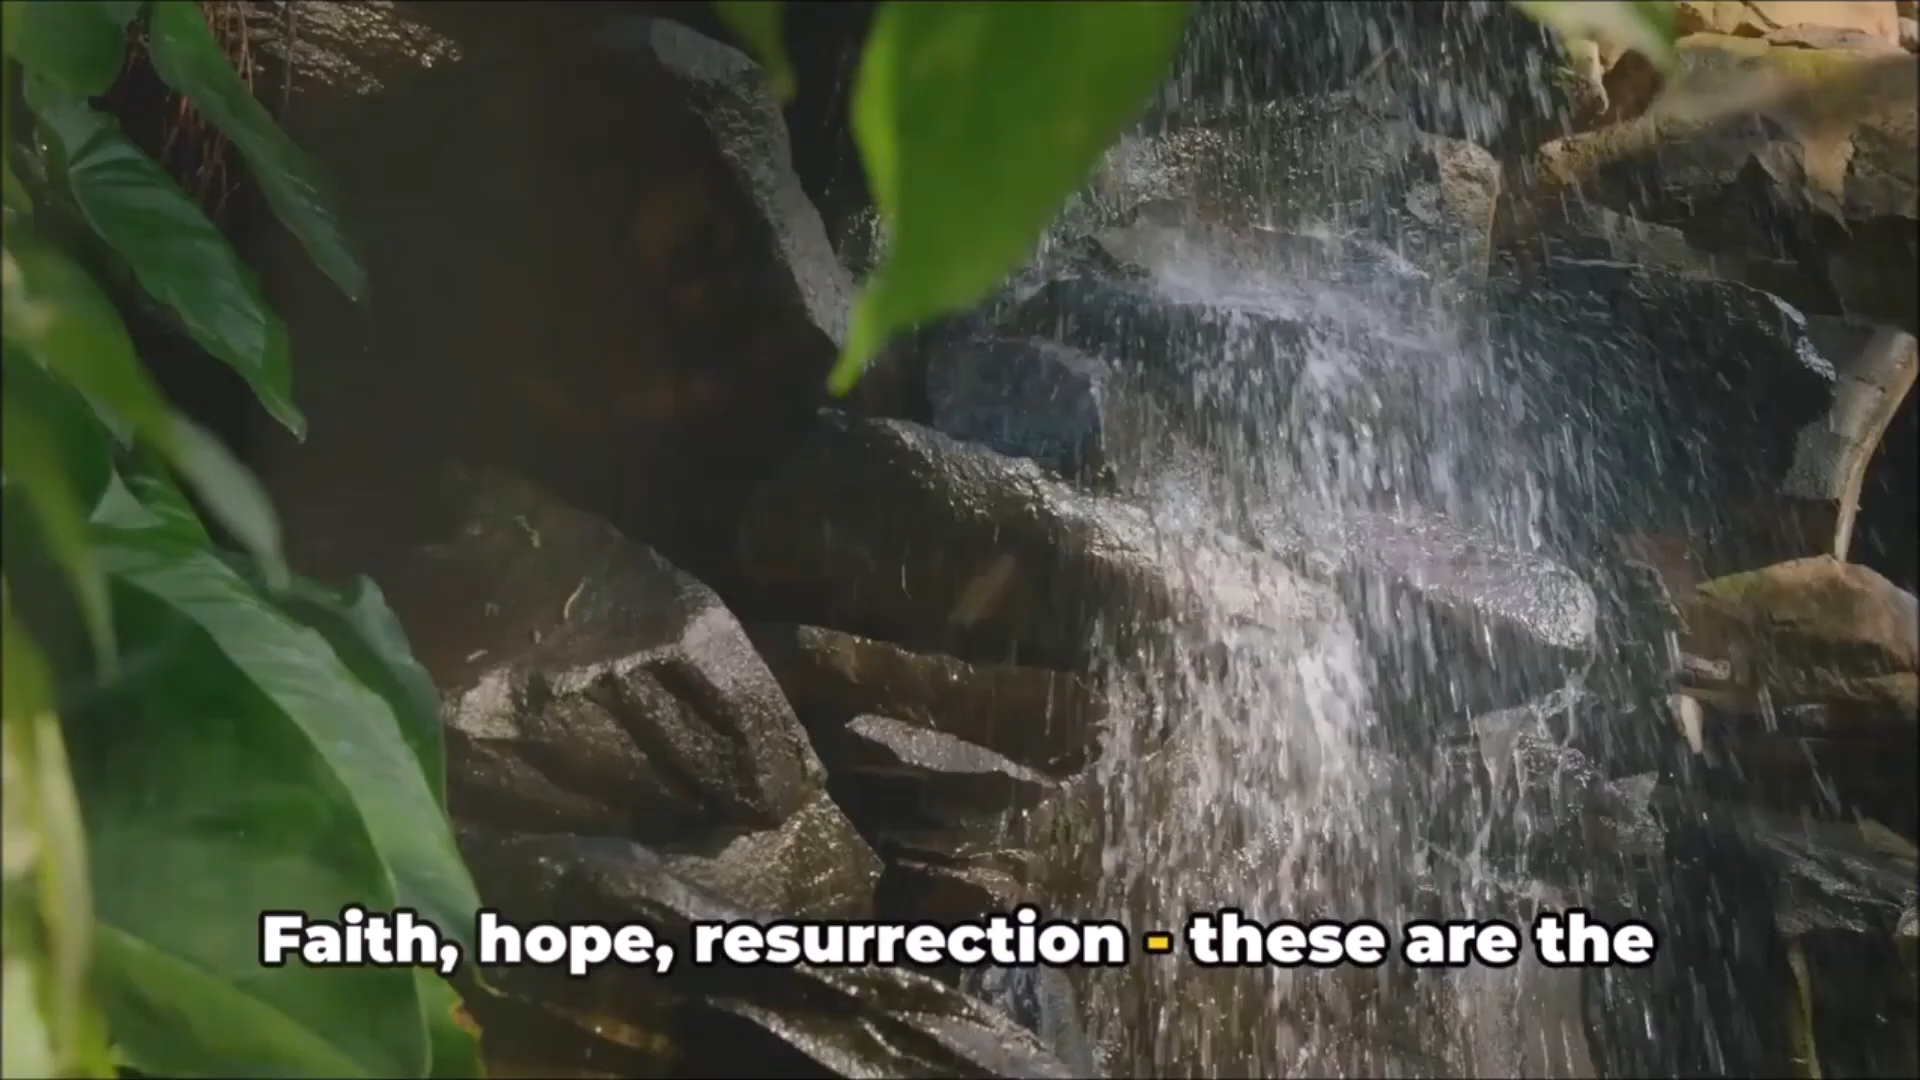 Faith, hope, resurrection - these are the